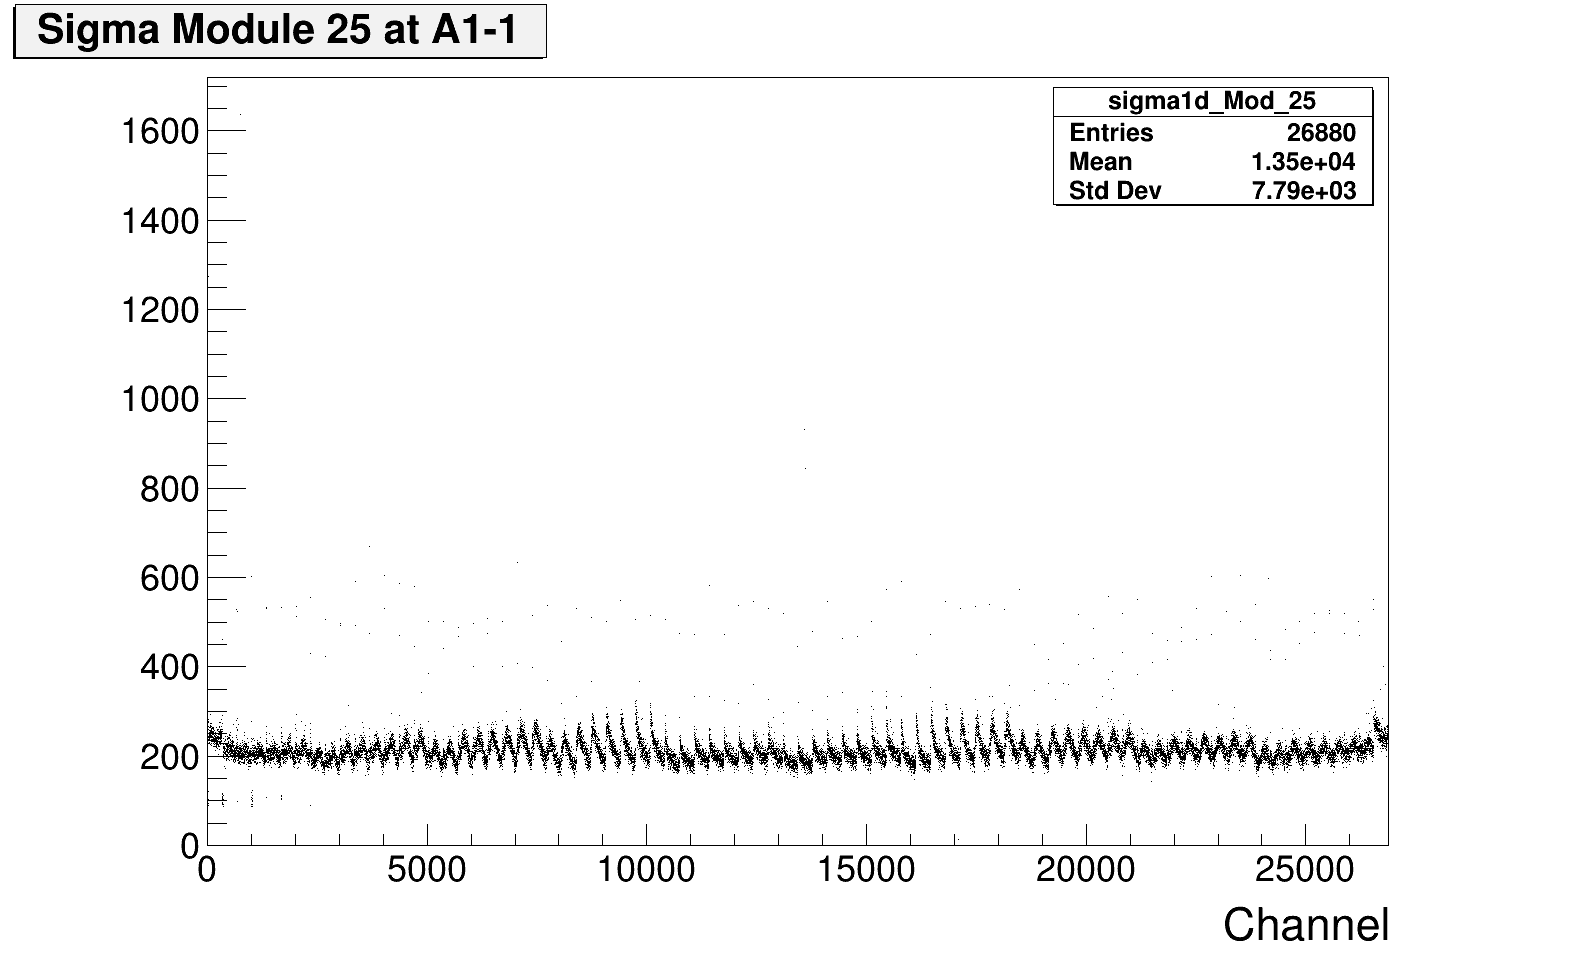 Sigma Module 25 at A1-1
sigma1d_Mod_25
Entries 26880
Mean 1.35e+04
Std Dev 7.79e+03
1600
1400
1200
1000
800
600
400
200
0
0 5000 10000 15000 20000 25000
Channel